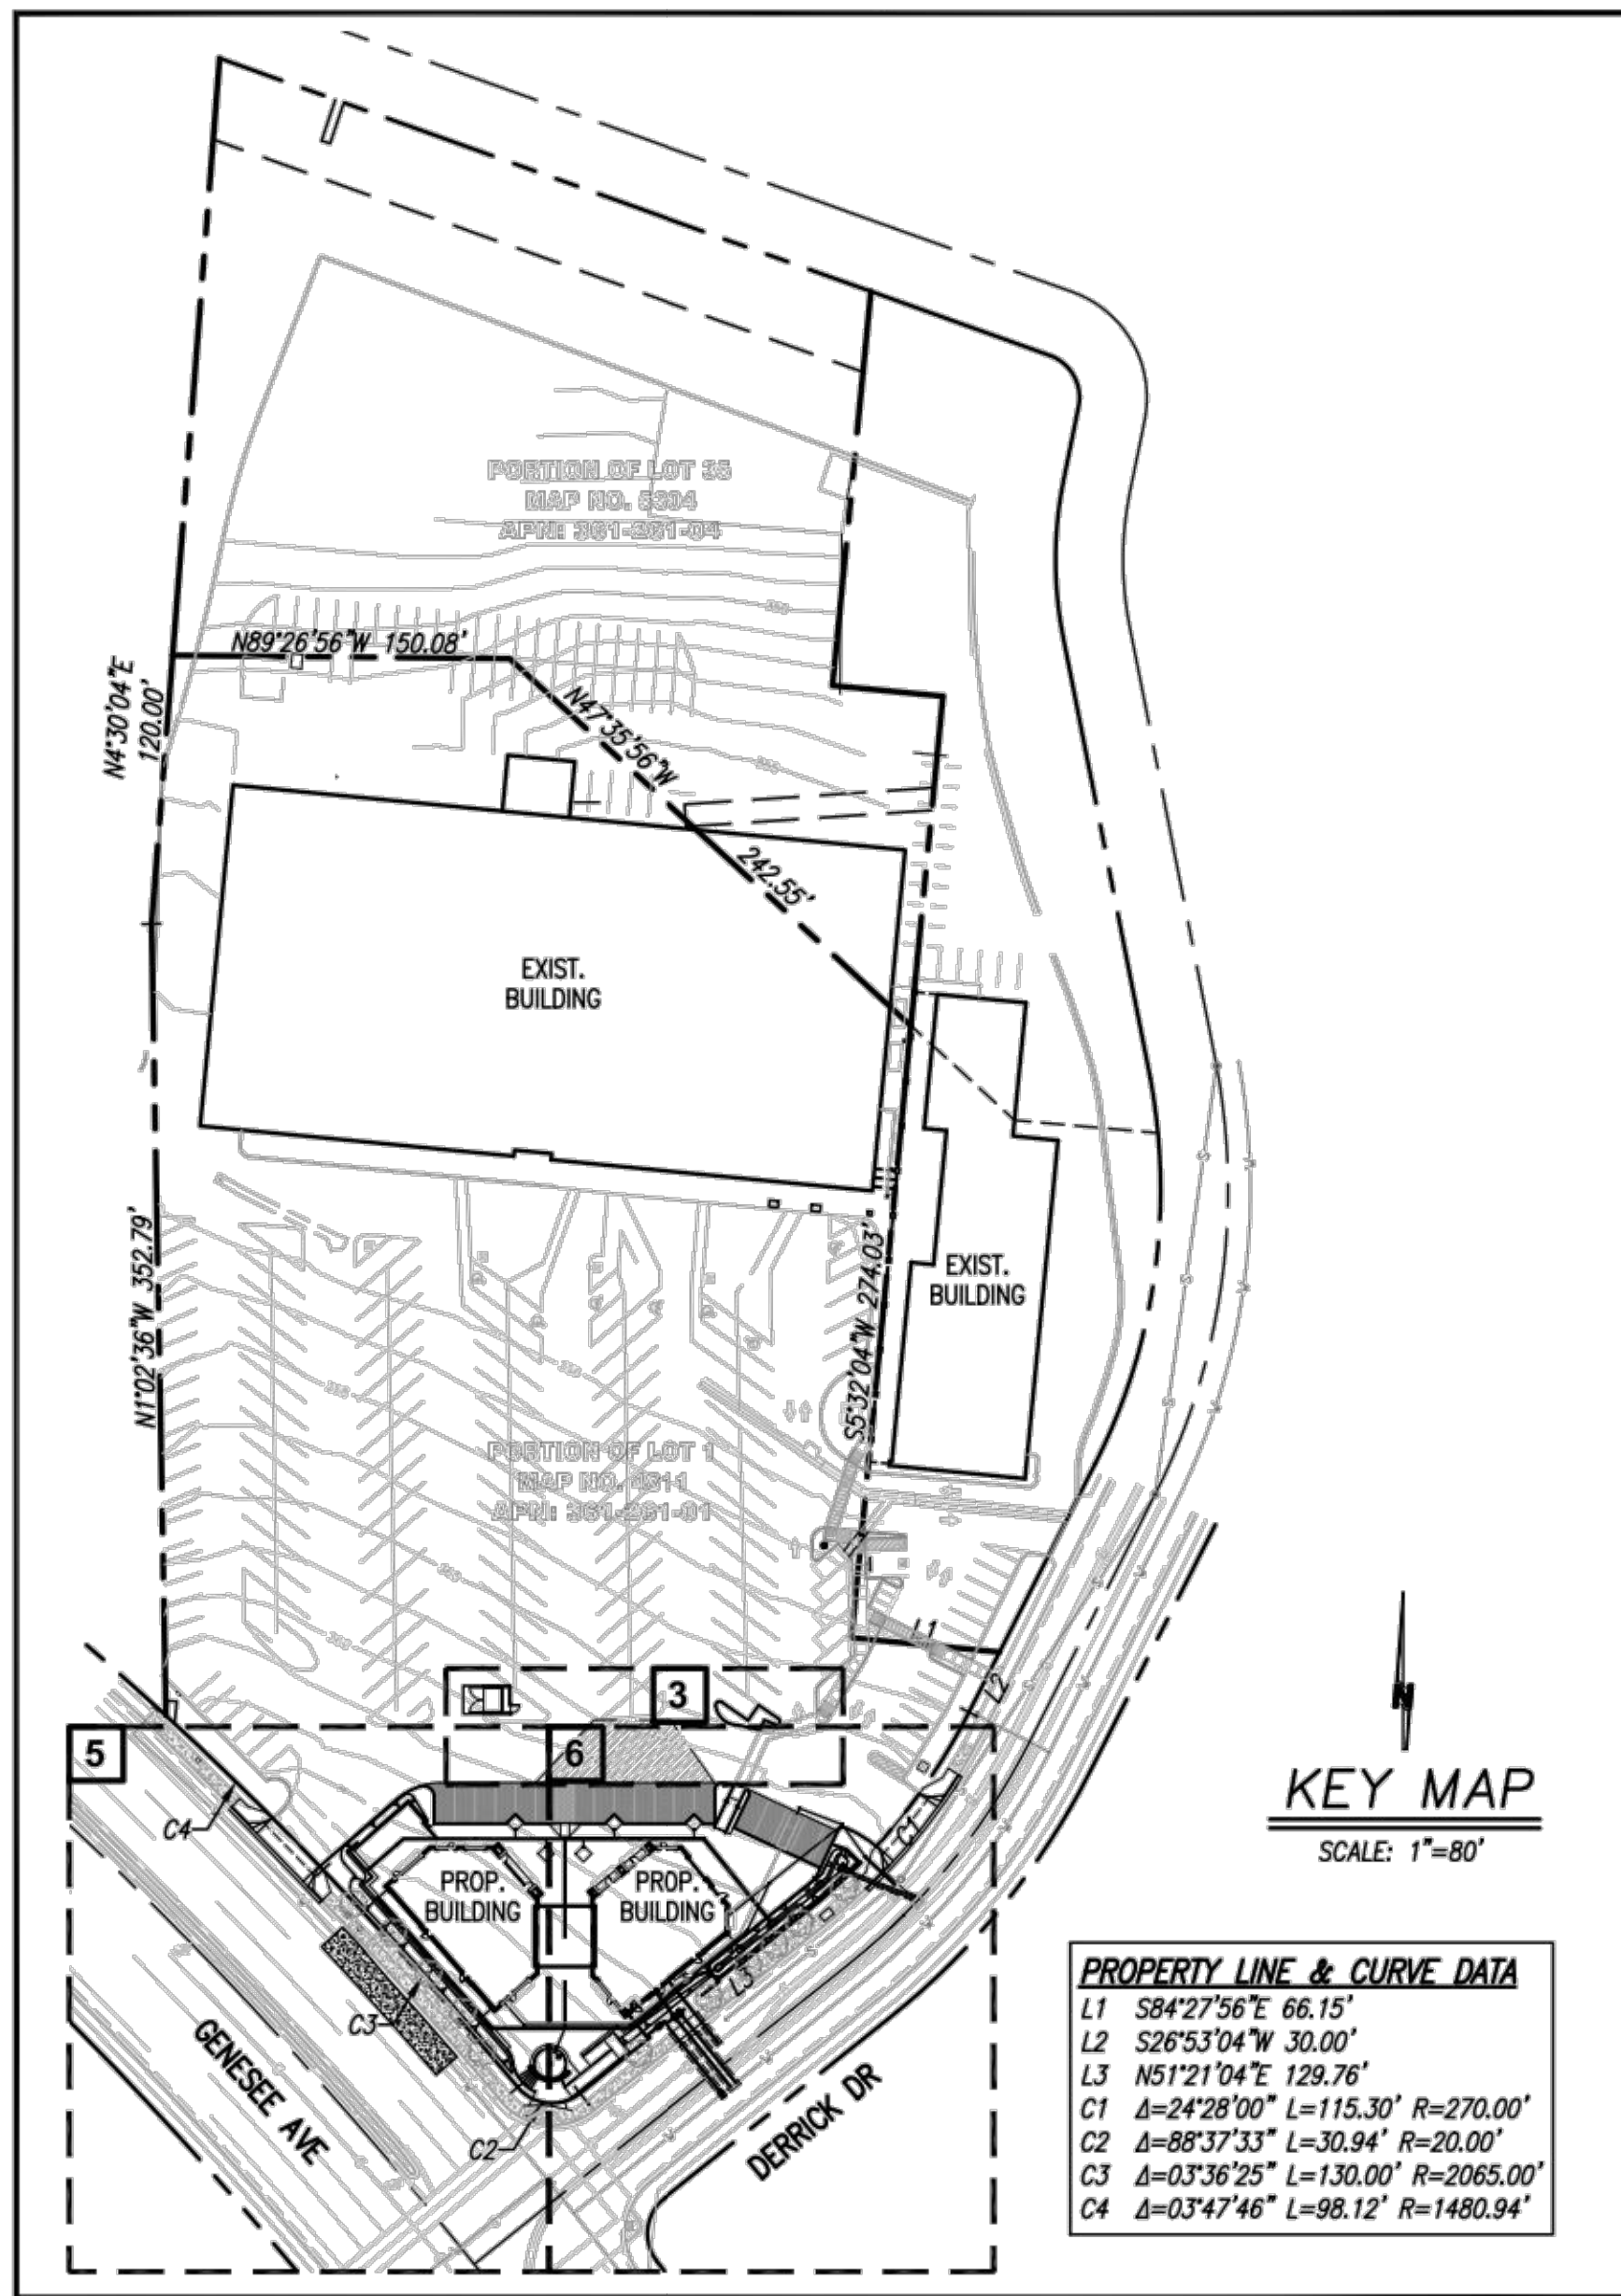 PORTION OF LOT 35
MAP NO. 5304
APN: 361-261-04
N89°26'56"W 150.08'
N4°30'04"E
120.00'
N47°35'56"W
242.55'
EXIST.
BUILDING
N1°02'36"W 352.79'
S5°32'04"W 274.03'
EXIST.
BUILDING
PORTION OF LOT 1
APN: 361-261-01
L1
L2
3
5
6
C4
C1
PROP.
BUILDING
PROP.
BUILDING
L3
C3
GENESEE AVE
C2
DERRICK DR
N
KEY MAP
SCALE: 1"=80'
PROPERTY LINE & CURVE DATA
L1 S84°27'56"E 66.15'
L2 S26°53'04"W 30.00'
L3 N51°21'04"E 129.76'
C1 Δ=24°28'00" L=115.30' R=270.00'
C2 Δ=88°37'33" L=30.94' R=20.00'
C3 Δ=03°36'25" L=130.00' R=2065.00'
C4 Δ=03°47'46" L=98.12' R=1480.94'